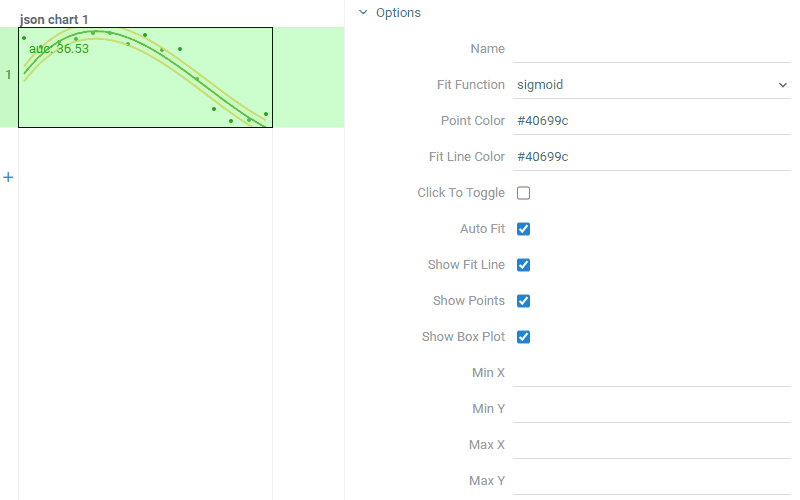 json chart 1
auc: 36.53
1
+
Options
Name
Fit Function sigmoid
Point Color #40699c
Fit Line Color #40699c
Click To Toggle
Auto Fit
Show Fit Line
Show Points
Show Box Plot
Min X
Min Y
Max X
Max Y